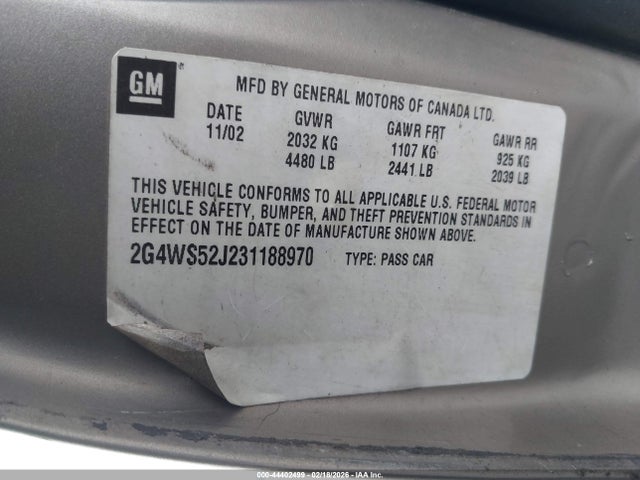 GM
MFD BY GENERAL MOTORS OF CANADA LTD.
DATE GVWR GAWR FRT GAWR RR
11/02 2032 KG 1107 KG 925 KG
4480 LB 2441 LB 2039 LB
THIS VEHICLE CONFORMS TO ALL APPLICABLE U.S. FEDERAL MOTOR
VEHICLE SAFETY, BUMPER, AND THEFT PREVENTION STANDARDS IN
EFFECT ON THE DATE OF MANUFACTURE SHOWN ABOVE.
2G4WS52J231188970 TYPE: PASS CAR
000-44402499 - 02/18/2026 - IAA Inc.